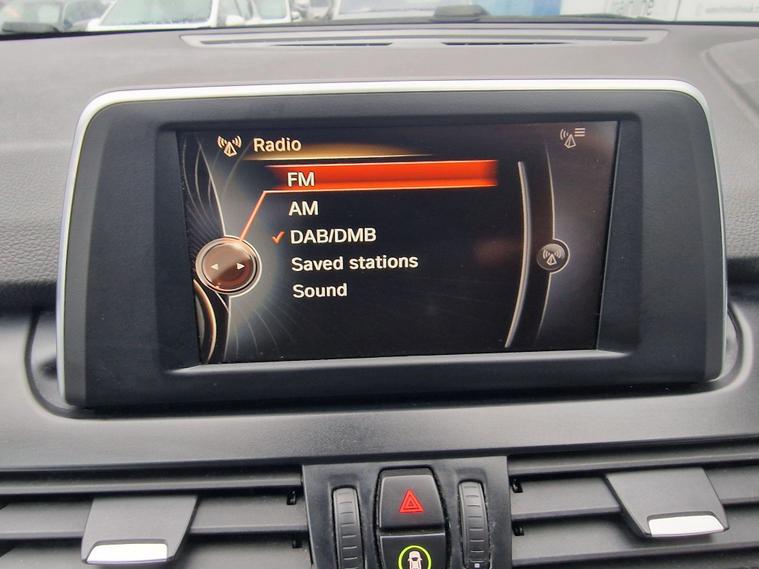 Radio
FM
AM
DAB/DMB
Saved stations
Sound